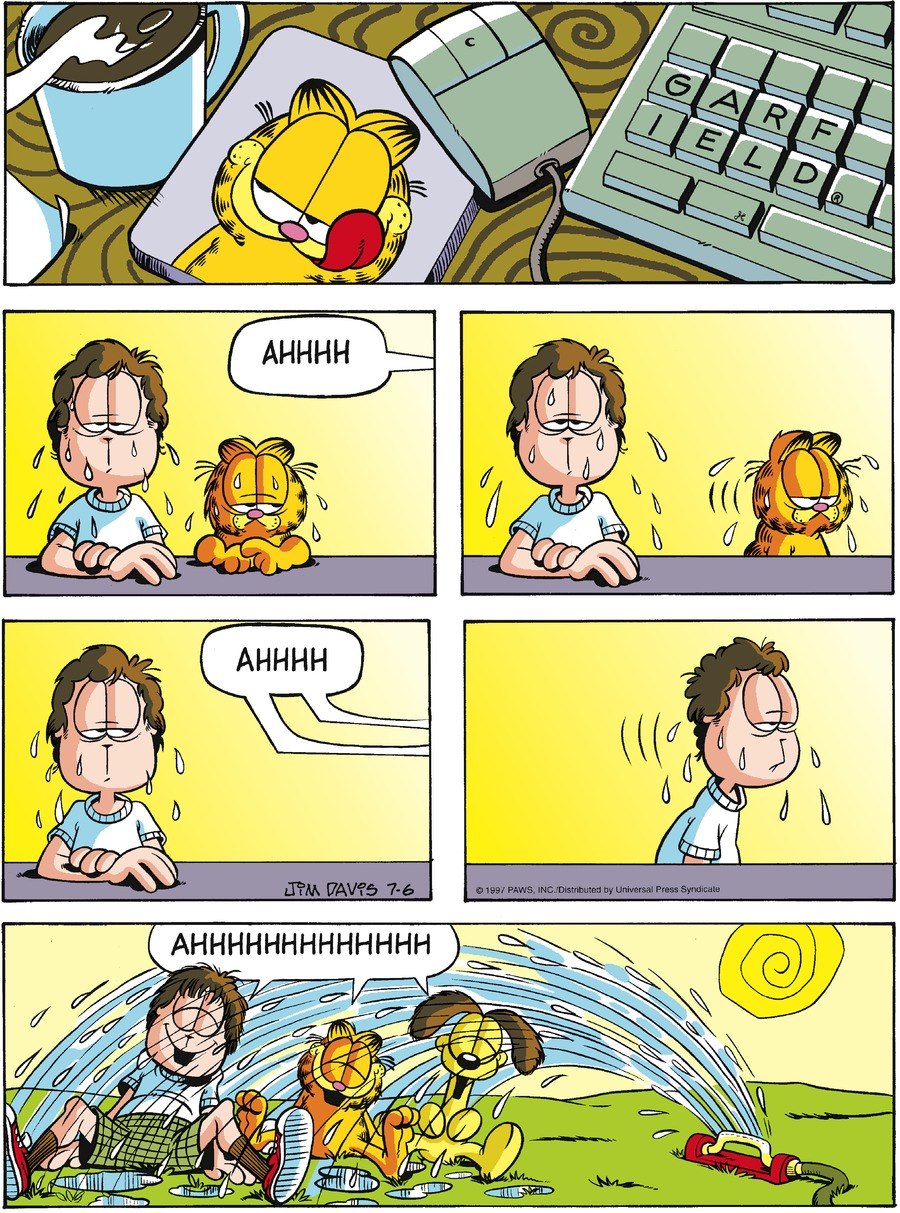 GARF
IELD®
AHHHH
AHHHH
JIM DAVIS 7-6
© 1997 PAWS, INC./Distributed by Universal Press Syndicate
AHHHHHHHHHHHHH